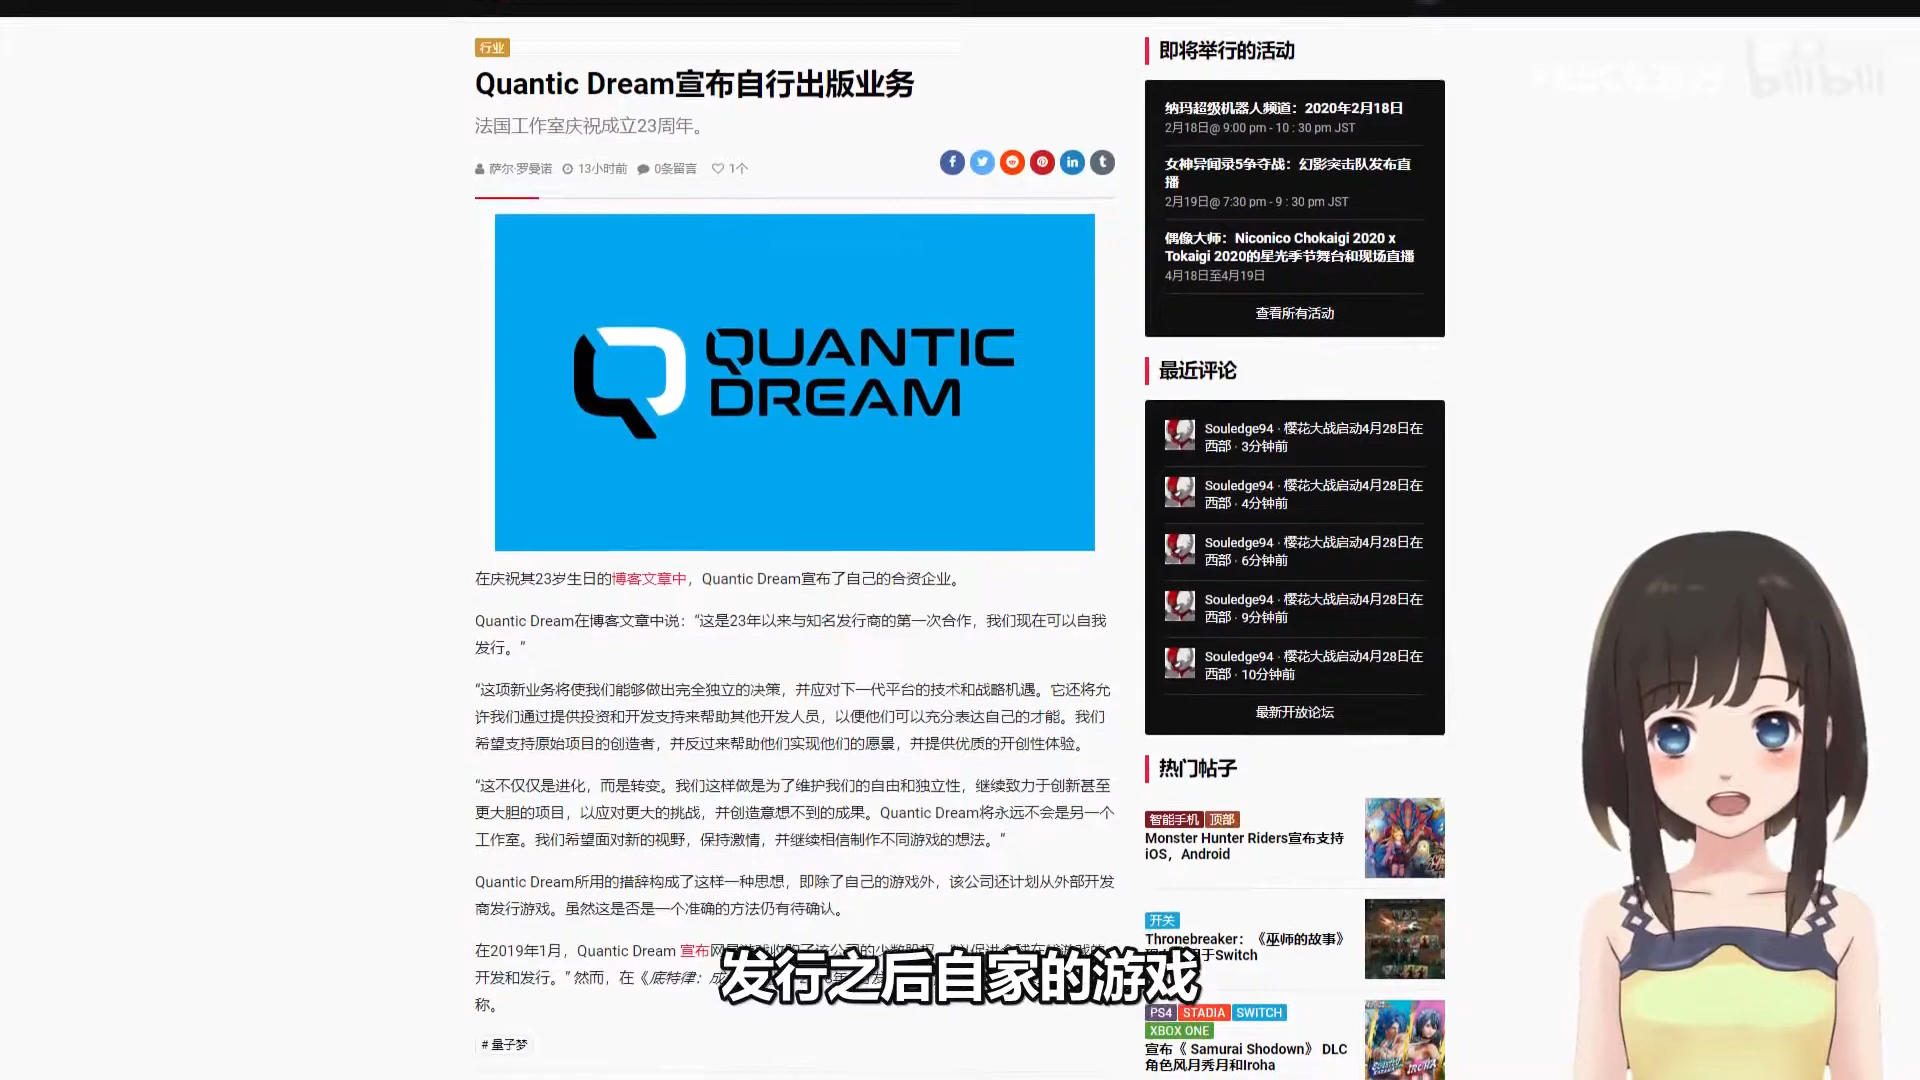 行业
Quantic Dream宣布自行出版业务
法国工作室庆祝成立23周年。
萨尔·罗曼诺 13小时前 0条留言 1个
QUANTIC
DREAM
在庆祝其23岁生日的博客文章中，Quantic Dream宣布了自己的合资企业。
Quantic Dream在博客文章中说：“这是23年以来与知名发行商的第一次合作，我们现在可以自我
发行。”
“这项新业务将使我们能够做出完全独立的决策，并应对下一代平台的技术和战略机遇。它还将允
许我们通过提供投资和开发支持来帮助其他开发人员，以便他们可以充分表达自己的才能。我们
希望支持原始项目的创造者，并反过来帮助他们实现他们的愿景，并提供优质的开创性体验。
“这不仅仅是进化，而是转变。我们这样做是为了维护我们的自由和独立性，继续致力于创新甚至
更大胆的项目，以应对更大的挑战，并创造意想不到的成果。Quantic Dream将永远不会是另一个
工作室。我们希望面对新的视野，保持激情，并继续相信制作不同游戏的想法。”
Quantic Dream所用的措辞构成了这样一种思想，即除了自己的游戏外，该公司还计划从外部开发
商发行游戏。虽然这是否是一个准确的方法仍有待确认。
在2019年1月，Quantic Dream 宣布网易游戏收购了该公司的少数股权，
开发和发行。” 然而，在《底特律：成
称。
# 量子梦
发行之后自家的游戏
即将举行的活动
纳玛超级机器人频道：2020年2月18日
2月18日@ 9:00 pm - 10 : 30 pm JST
女神异闻录5争夺战：幻影突击队发布直
播
2月19日@ 7:30 pm - 9 : 30 pm JST
偶像大师：Niconico Chokaigi 2020 x
Tokaigi 2020的星光季节舞台和现场直播
4月18日至4月19日
查看所有活动
最近评论
Souledge94 · 樱花大战启动4月28日在
西部 · 3分钟前
Souledge94 · 樱花大战启动4月28日在
西部 · 4分钟前
Souledge94 · 樱花大战启动4月28日在
西部 · 6分钟前
Souledge94 · 樱花大战启动4月28日在
西部 · 9分钟前
Souledge94 · 樱花大战启动4月28日在
西部 · 10分钟前
最新开放论坛
热门帖子
智能手机 顶部
Monster Hunter Riders宣布支持
iOS，Android
开关
Thronebreaker：《巫师的故事》
于Switch
PS4 STADIA SWITCH
XBOX ONE
宣布《 Samurai Shodown》 DLC
角色风月秀月和Iroha
bilibili